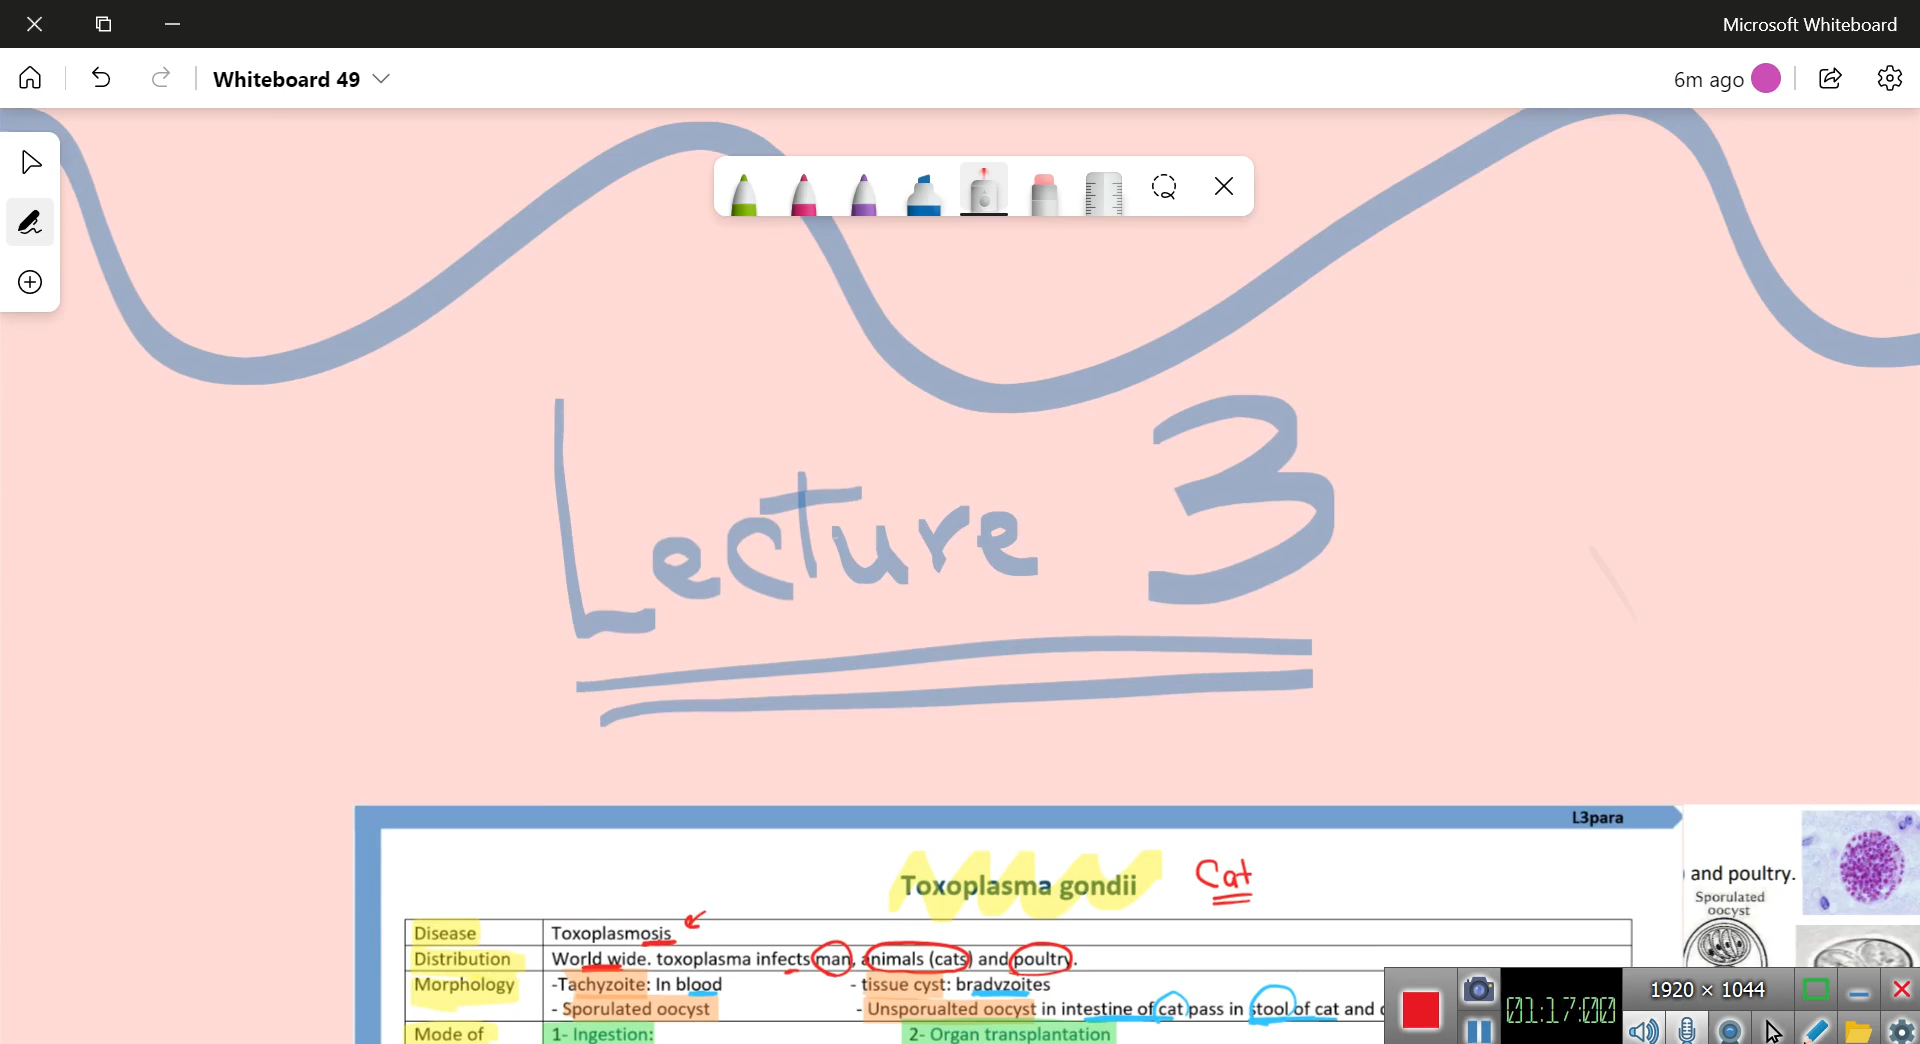 Microsoft Whiteboard
Whiteboard 49
6m ago
Lecture 3
L3para
Toxoplasma gondii
Cat
and poultry.
Sporulated
oocyst
Disease Toxoplasmosis
Distribution World wide. toxoplasma infects man, animals (cats) and poultry.
Morphology -Tachyzoite: In blood - tissue cyst: bradyzoites
- Sporulated oocyst - Unsporualted oocyst in intestine of cat pass in stool of cat and
Mode of 1- Ingestion: 2- Organ transplantation
1920 × 1044
01:17:00